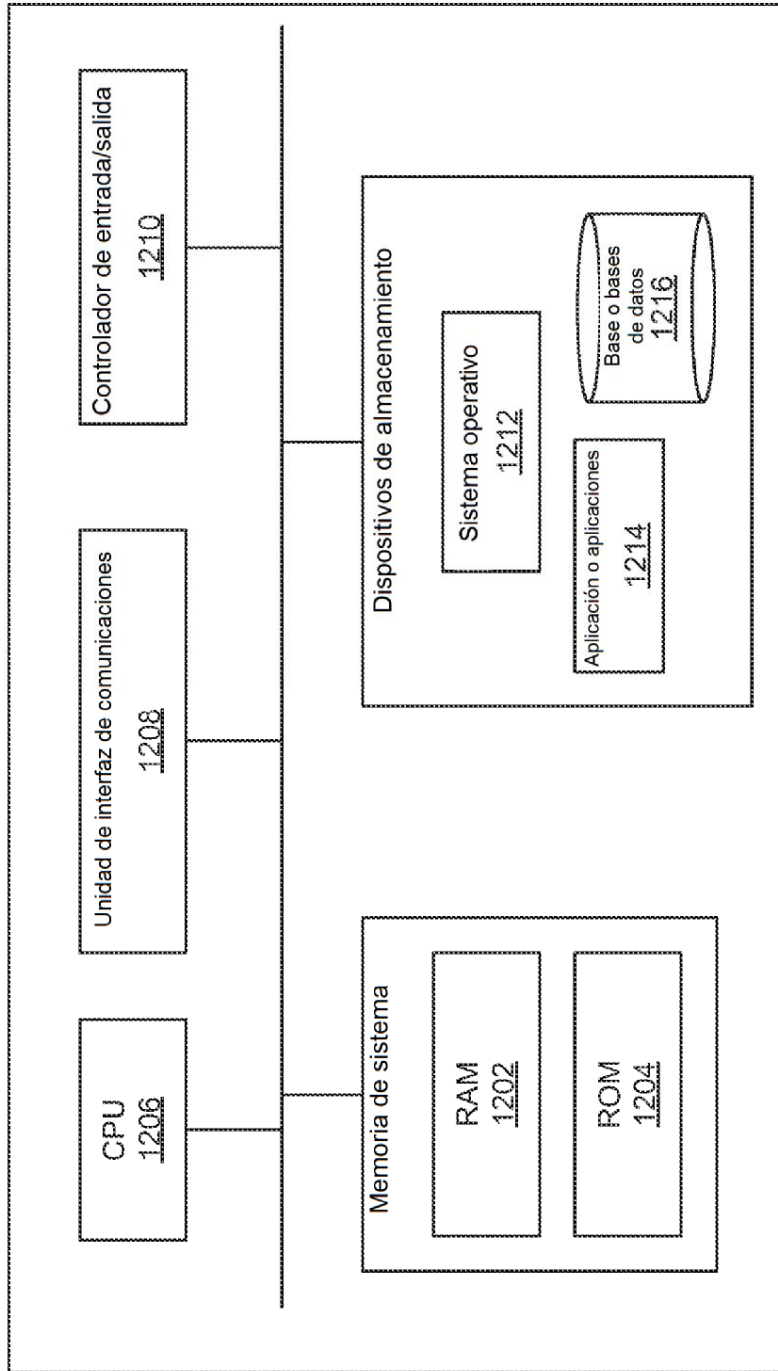 CPU
1206
Unidad de interfaz de comunicaciones
1208
Controlador de entrada/salida
1210
Memoria de sistema
RAM
1202
ROM
1204
Dispositivos de almacenamiento
Sistema operativo
1212
Aplicación o aplicaciones
1214
Base o bases
de datos
1216